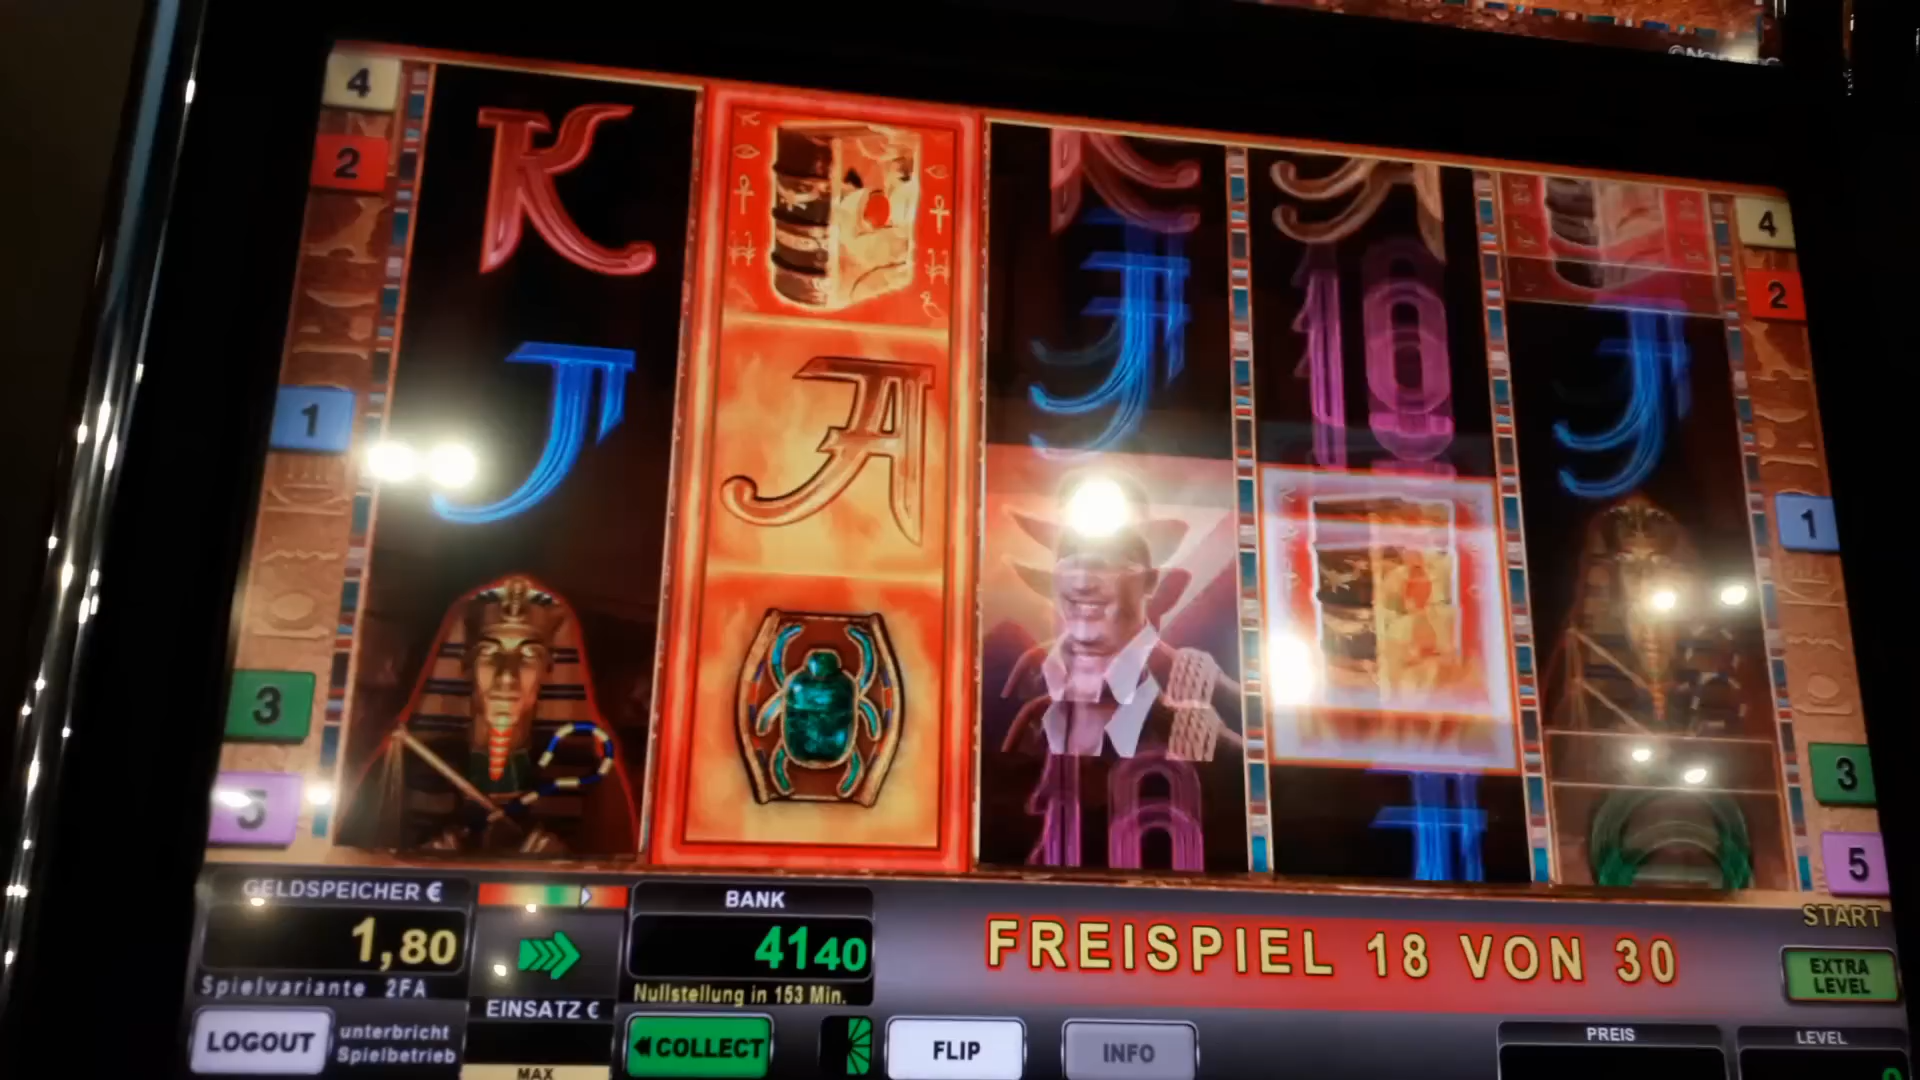 4
2
1
3
5
K
J
A
K
J
10
A
10
J
J
4
2
1
3
5
GELDSPEICHER €
1,80
Spielvariante 2FA
EINSATZ €
MAX
BANK
4140
Nullstellung in 153 Min.
FREISPIEL 18 VON 30
START
EXTRA
LEVEL
LOGOUT
unterbricht
Spielbetrieb
COLLECT
FLIP
INFO
PREIS
LEVEL